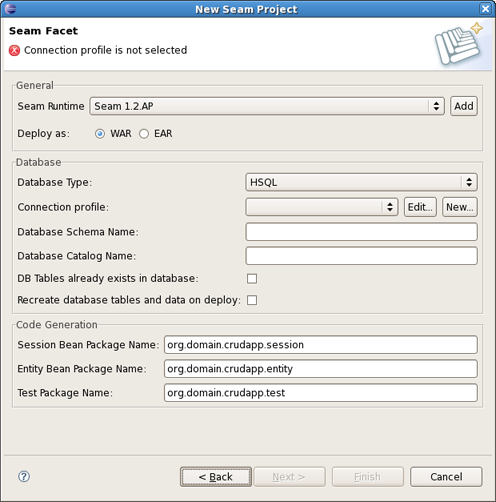 New Seam Project
Seam Facet
Connection profile is not selected
General
Seam Runtime Seam 1.2.AP Add
Deploy as: WAR EAR
Database
Database Type: HSQL
Connection profile: Edit... New...
Database Schema Name:
Database Catalog Name:
DB Tables already exists in database:
Recreate database tables and data on deploy:
Code Generation
Session Bean Package Name: org.domain.crudapp.session
Entity Bean Package Name: org.domain.crudapp.entity
Test Package Name: org.domain.crudapp.test
? < Back Next > Finish Cancel